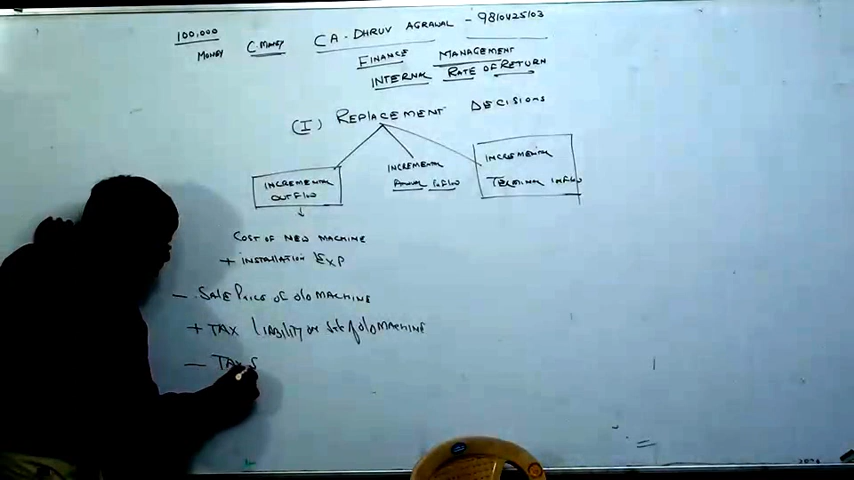 100,000
MONEY C.MONEY CA. DHRUV AGRAWAL - 9810425103
FINANCE MANAGEMENT
INTERNAL RATE OF RETURN
(I) REPLACEMENT DECISIONS
INCREMENTAL OUTFLOW
INCREMENTAL ANNUAL INFLOW
INCREMENTAL TERMINAL INFLOW
COST OF NEW MACHINE
+ INSTALLATION EXP
- SALE PRICE OF OLD MACHINE
+ TAX LIABILITY ON SALE OF OLD MACHINE
- TAX S